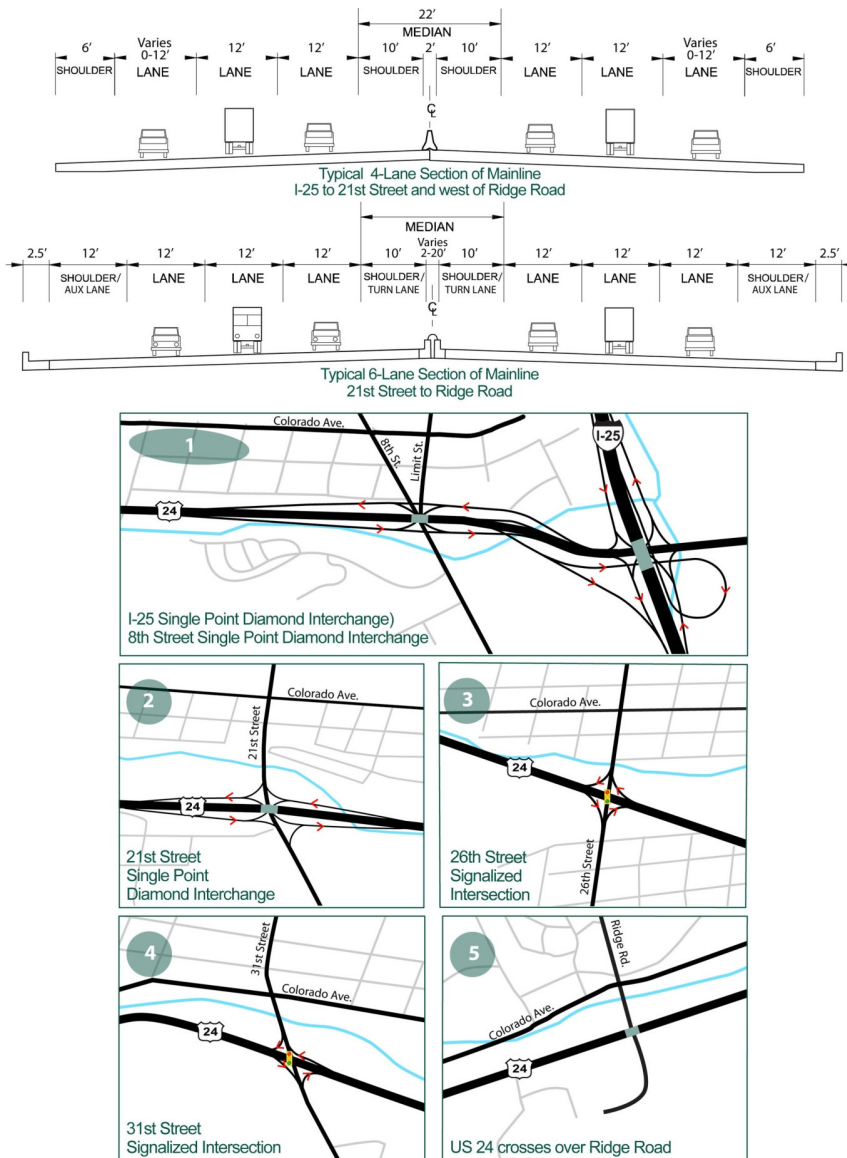 22’
MEDIAN
6’ Varies 0-12’ 12’ 12’ 10’ 2’ 10’ 12’ 12’ Varies 0-12’ 6’
SHOULDER LANE LANE LANE SHOULDER SHOULDER LANE LANE LANE SHOULDER
℄
Typical 4-Lane Section of Mainline
I-25 to 21st Street and west of Ridge Road
MEDIAN
2.5’ 12’ 12’ 12’ 12’ 10’ Varies 2-20’ 10’ 12’ 12’ 12’ 12’ 2.5’
SHOULDER/ AUX LANE LANE LANE LANE SHOULDER/ TURN LANE SHOULDER/ TURN LANE LANE LANE LANE SHOULDER/ AUX LANE
℄
Typical 6-Lane Section of Mainline
21st Street to Ridge Road
1
Colorado Ave.
8th St.
Limit St.
I-25
24
I-25 Single Point Diamond Interchange)
8th Street Single Point Diamond Interchange
2
Colorado Ave.
21st Street
24
21st Street
Single Point
Diamond Interchange
3
Colorado Ave.
24
26th Street
26th Street
Signalized
Intersection
4
31st Street
Colorado Ave.
24
31st Street
Signalized Intersection
5
Ridge Rd.
Colorado Ave.
24
US 24 crosses over Ridge Road